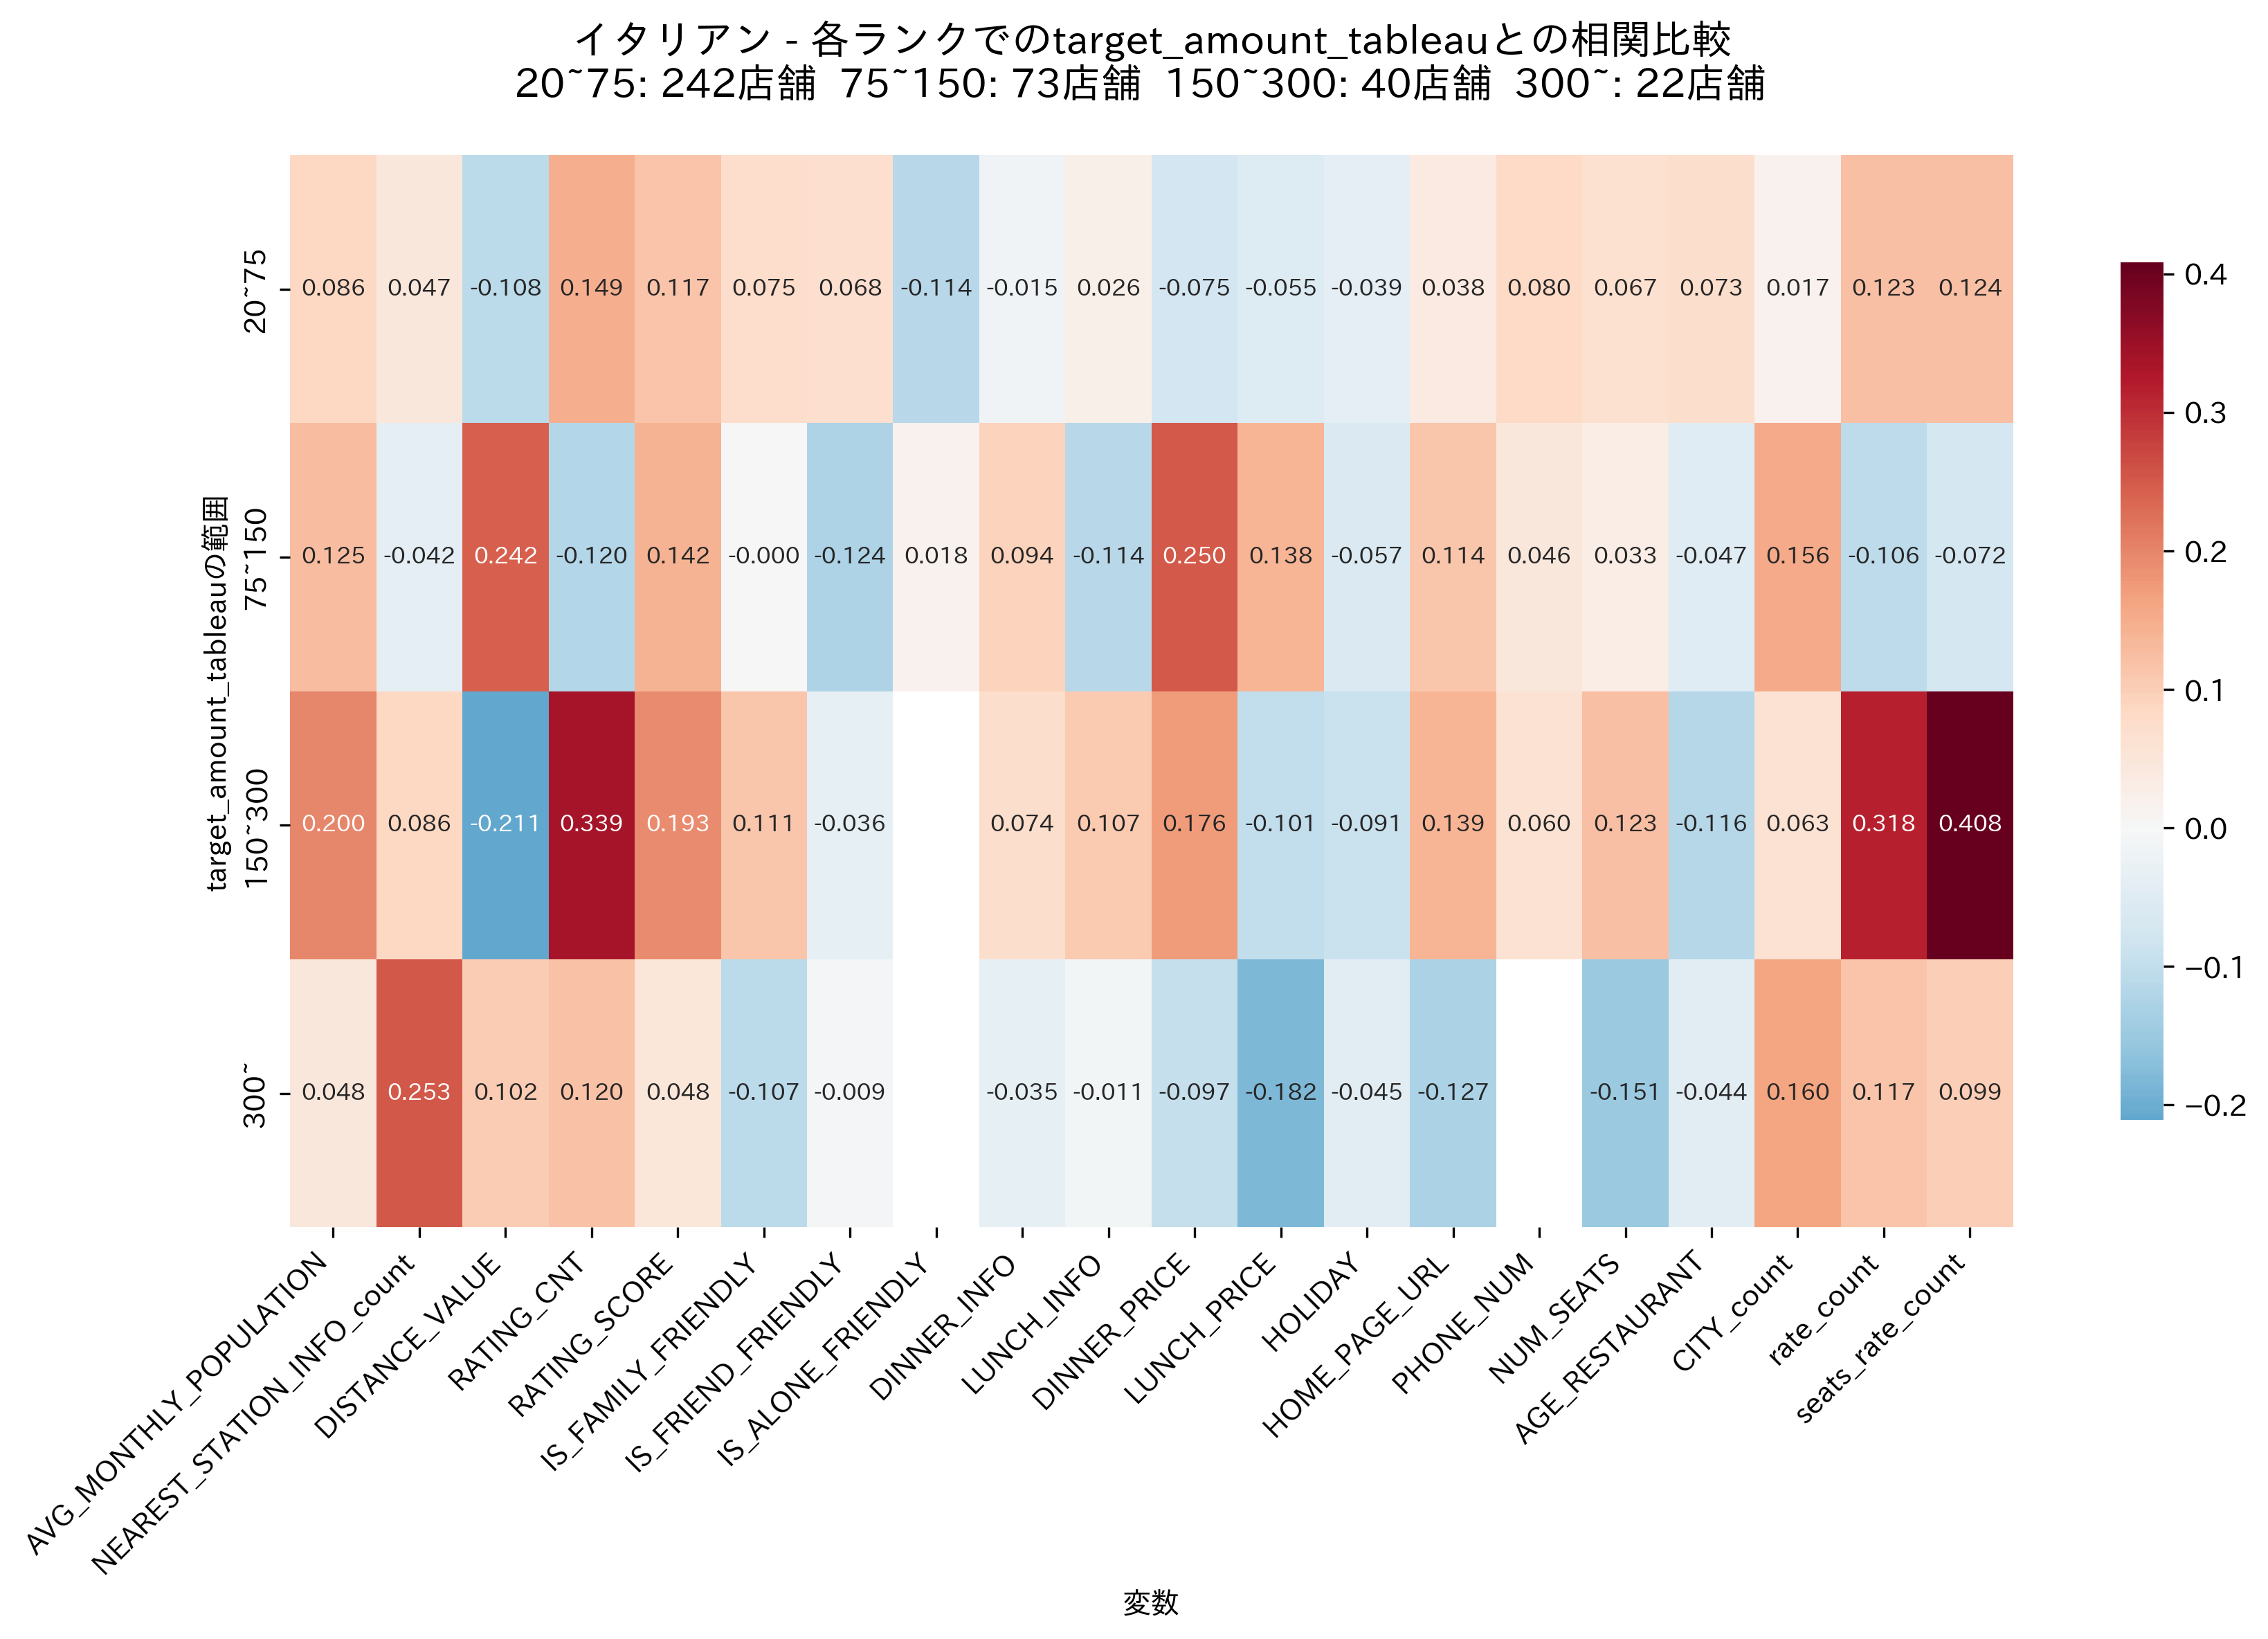 イタリアン - 各ランクでのtarget_amount_tableauとの相関比較
20~75: 242店舗 75~150: 73店舗 150~300: 40店舗 300~: 22店舗
target_amount_tableauの範囲
20~75
0.086 0.047 -0.108 0.149 0.117 0.075 0.068 -0.114 -0.015 0.026 -0.075 -0.055 -0.039 0.038 0.080 0.067 0.073 0.017 0.123 0.124
75~150
0.125 -0.042 0.242 -0.120 0.142 -0.000 -0.124 0.018 0.094 -0.114 0.250 0.138 -0.057 0.114 0.046 0.033 -0.047 0.156 -0.106 -0.072
150~300
0.200 0.086 -0.211 0.339 0.193 0.111 -0.036 0.074 0.107 0.176 -0.101 -0.091 0.139 0.060 0.123 -0.116 0.063 0.318 0.408
300~
0.048 0.253 0.102 0.120 0.048 -0.107 -0.009 -0.035 -0.011 -0.097 -0.182 -0.045 -0.127 -0.151 -0.044 0.160 0.117 0.099
AVG_MONTHLY_POPULATION
NEAREST_STATION_INFO_count
DISTANCE_VALUE
RATING_CNT
RATING_SCORE
IS_FAMILY_FRIENDLY
IS_FRIEND_FRIENDLY
IS_ALONE_FRIENDLY
DINNER_INFO
LUNCH_INFO
DINNER_PRICE
LUNCH_PRICE
HOLIDAY
HOME_PAGE_URL
PHONE_NUM
NUM_SEATS
AGE_RESTAURANT
CITY_count
rate_count
seats_rate_count
変数
0.4
0.3
0.2
0.1
0.0
−0.1
−0.2